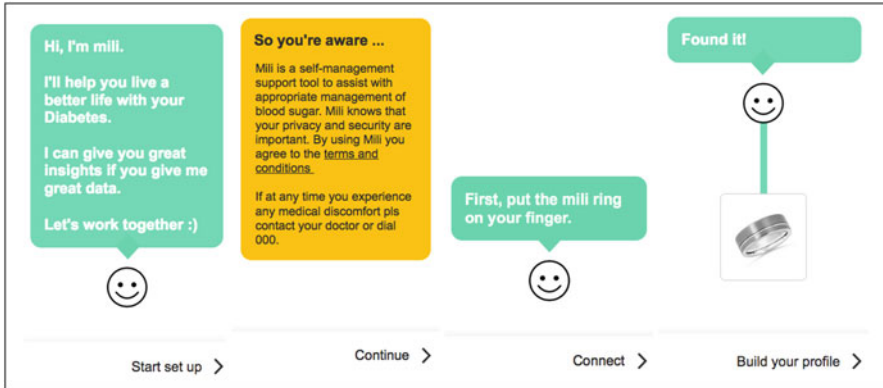 Hi, I'm mili.
I'll help you live a
better life with your
Diabetes.
I can give you great
insights if you give me
great data.
Let's work together :)
Start set up
So you're aware ...
Mili is a self-management
support tool to assist with
appropriate management of
blood sugar. Mili knows that
your privacy and security are
important. By using Mili you
agree to the terms and
conditions
If at any time you experience
any medical discomfort pls
contact your doctor or dial
000.
Continue
First, put the mili ring
on your finger.
Connect
Found it!
Build your profile